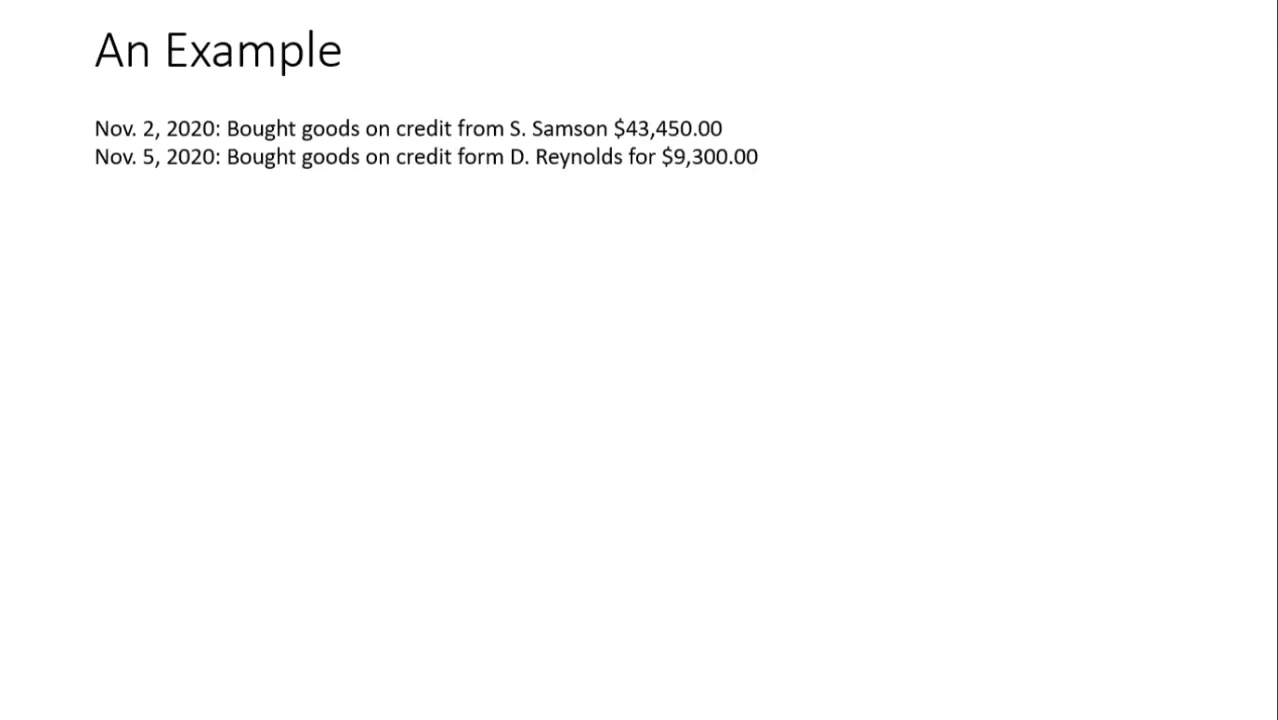 An Example
Nov. 2, 2020: Bought goods on credit from S. Samson $43,450.00
Nov. 5, 2020: Bought goods on credit form D. Reynolds for $9,300.00